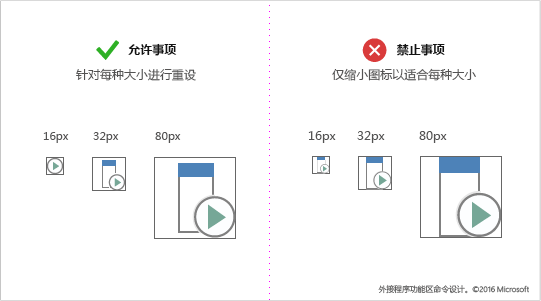 允许事项
针对每种大小进行重设
16px 32px 80px
禁止事项
仅缩小图标以适合每种大小
16px 32px 80px
外接程序功能区命令设计。©2016 Microsoft